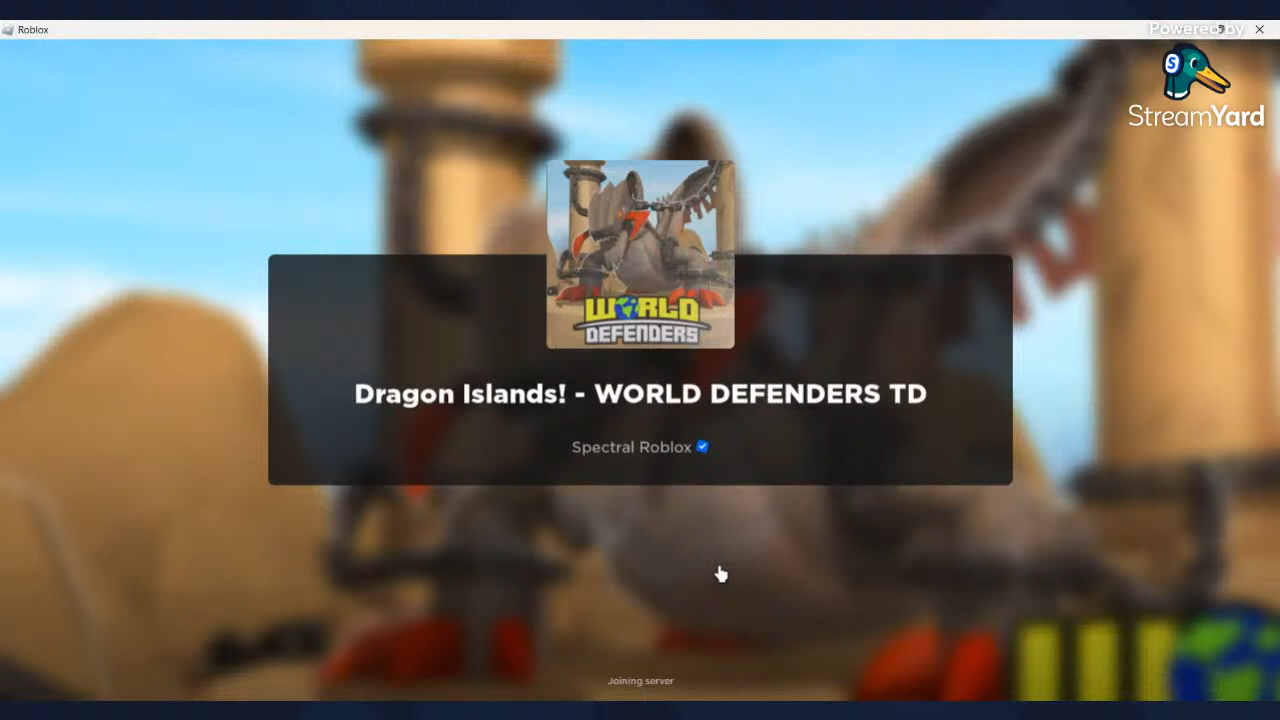 Roblox
Powered by
StreamYard
WORLD
DEFENDERS
Dragon Islands! - WORLD DEFENDERS TD
Spectral Roblox
Joining server